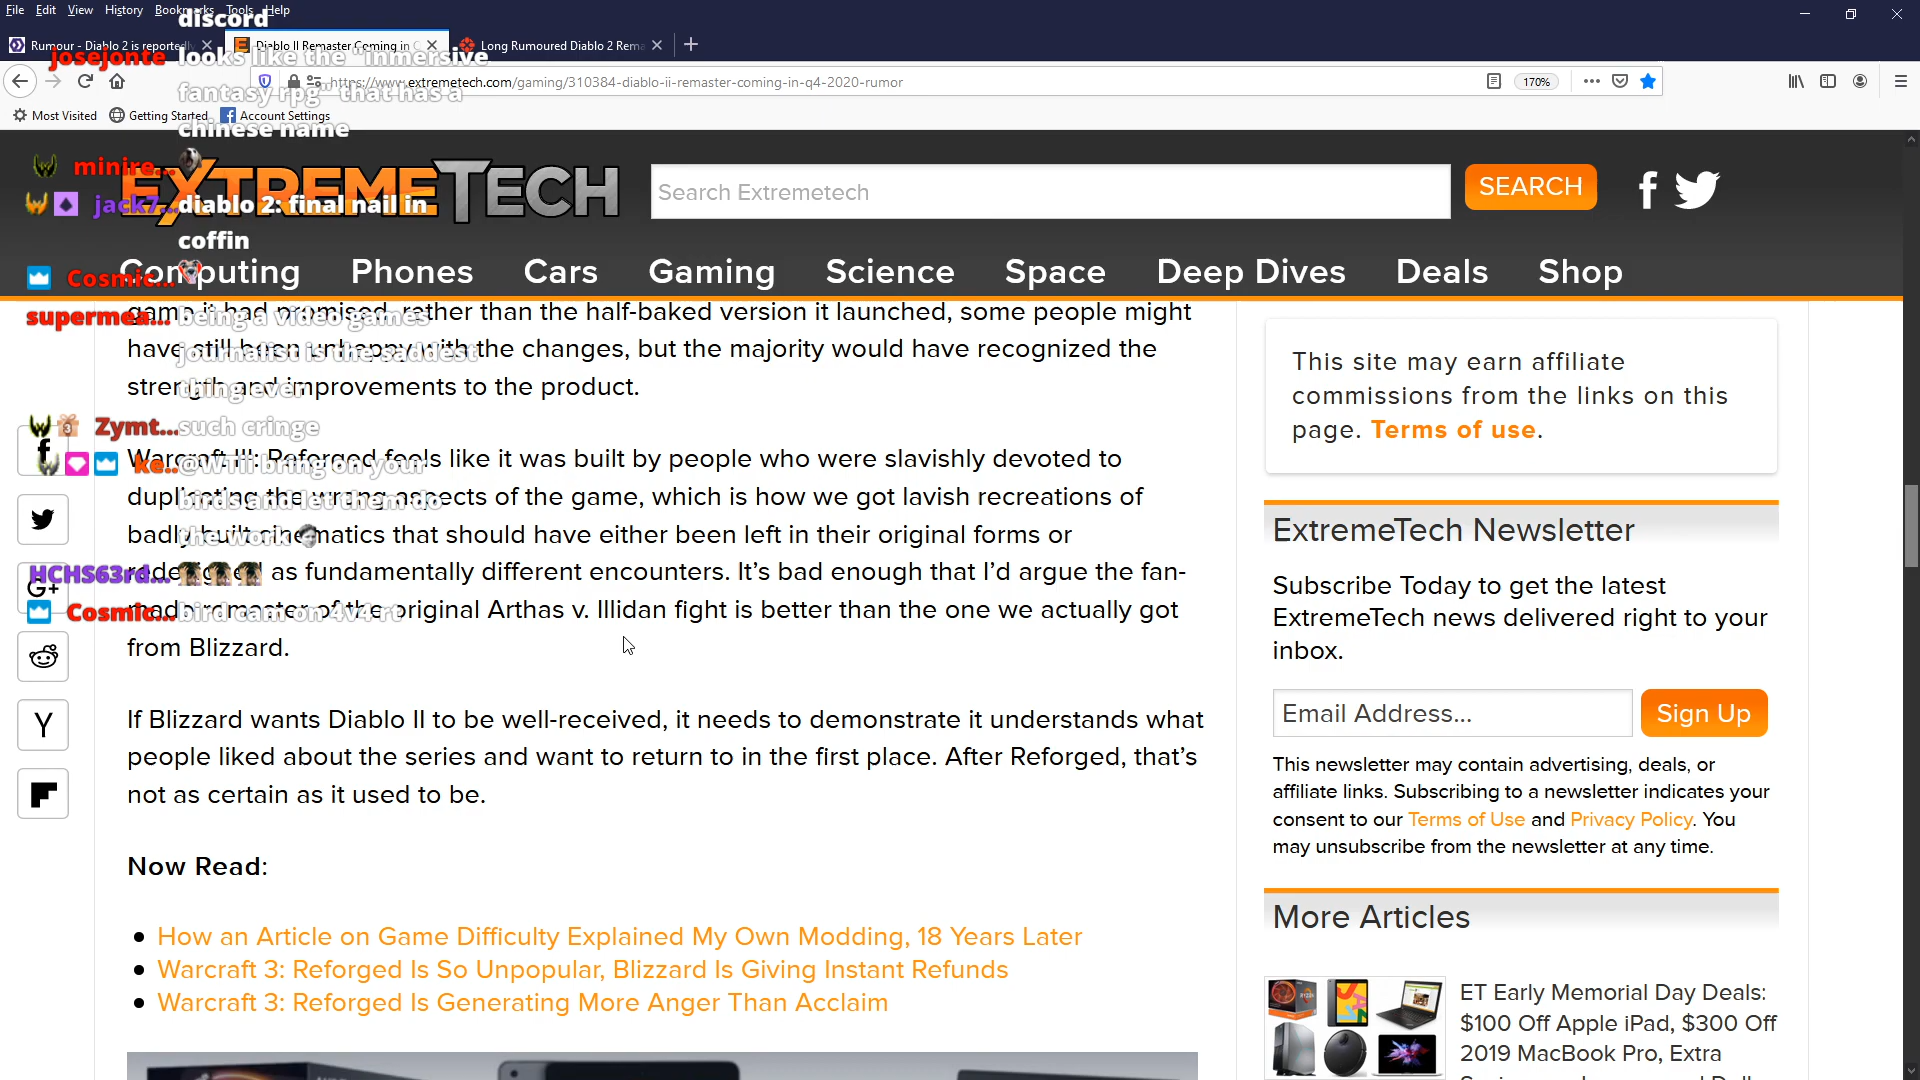 File Edit View History Bookmarks Tools Help
discord
Rumour - Diablo 2 is reportedly
Diablo II Remaster Coming in
Long Rumoured Diablo 2 Rem
josejonte looks like the "inmersive
https://www.extremetech.com/gaming/310384-diablo-ii-remaster-coming-in-q4-2020-rumor
170%
fantasy rpg" that has a
Most Visited Getting Started Account Settings
chinese name
minire...
EXTREMETECH
Search Extremetech
SEARCH
jack7... diablo 2: final nail in
coffin
Computing Phones Cars Gaming Science Space Deep Dives Deals Shop
Cosmic...
game it had promised, rather than the half-baked version it launched, some people might
supermea... being a video games
have still been unhappy with the changes, but the majority would have recognized the
journalist is the saddest
strength and improvements to the product.
thing ever
Zymt... such cringe
Warcraft III: Reforged feels like it was built by people who were slavishly devoted to
ke... @WTii bring on your
duplicating the wrong aspects of the game, which is how we got lavish recreations of
birds and let them do
badly built cinematics that should have either been left in their original forms or
the work
redesigned as fundamentally different encounters. It's bad enough that I'd argue the fan-
HCHS63rd...
G+
made remaster of the original Arthas v. Illidan fight is better than the one we actually got
Cosmic... bird cam on 4v4 rt
from Blizzard.
If Blizzard wants Diablo II to be well-received, it needs to demonstrate it understands what
people liked about the series and want to return to in the first place. After Reforged, that's
not as certain as it used to be.
Now Read:
How an Article on Game Difficulty Explained My Own Modding, 18 Years Later
Warcraft 3: Reforged Is So Unpopular, Blizzard Is Giving Instant Refunds
Warcraft 3: Reforged Is Generating More Anger Than Acclaim
This site may earn affiliate
commissions from the links on this
page. Terms of use.
ExtremeTech Newsletter
Subscribe Today to get the latest
ExtremeTech news delivered right to your
inbox.
Email Address...
Sign Up
This newsletter may contain advertising, deals, or
affiliate links. Subscribing to a newsletter indicates your
consent to our Terms of Use and Privacy Policy. You
may unsubscribe from the newsletter at any time.
More Articles
ET Early Memorial Day Deals:
$100 Off Apple iPad, $300 Off
2019 MacBook Pro, Extra